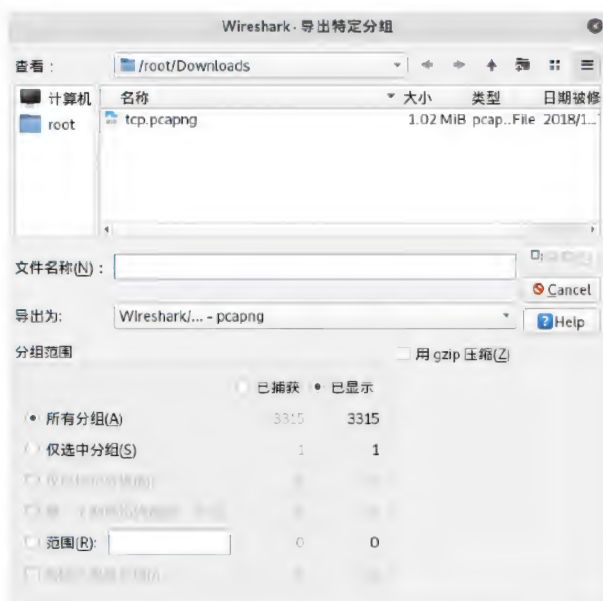 Wireshark · 导出特定分组
查看：
/root/Downloads
计算机
root
名称 大小 类型 日期被修
tcp.pcapng 1.02 MiB pcap...File 2018/1...
文件名称(N)：
Cancel
导出为: Wireshark/... - pcapng
Help
分组范围
用 gzip 压缩(Z)
已捕获 已显示
所有分组(A) 3315 3315
仅选中分组(S) 1 1
范围(R): 0 0